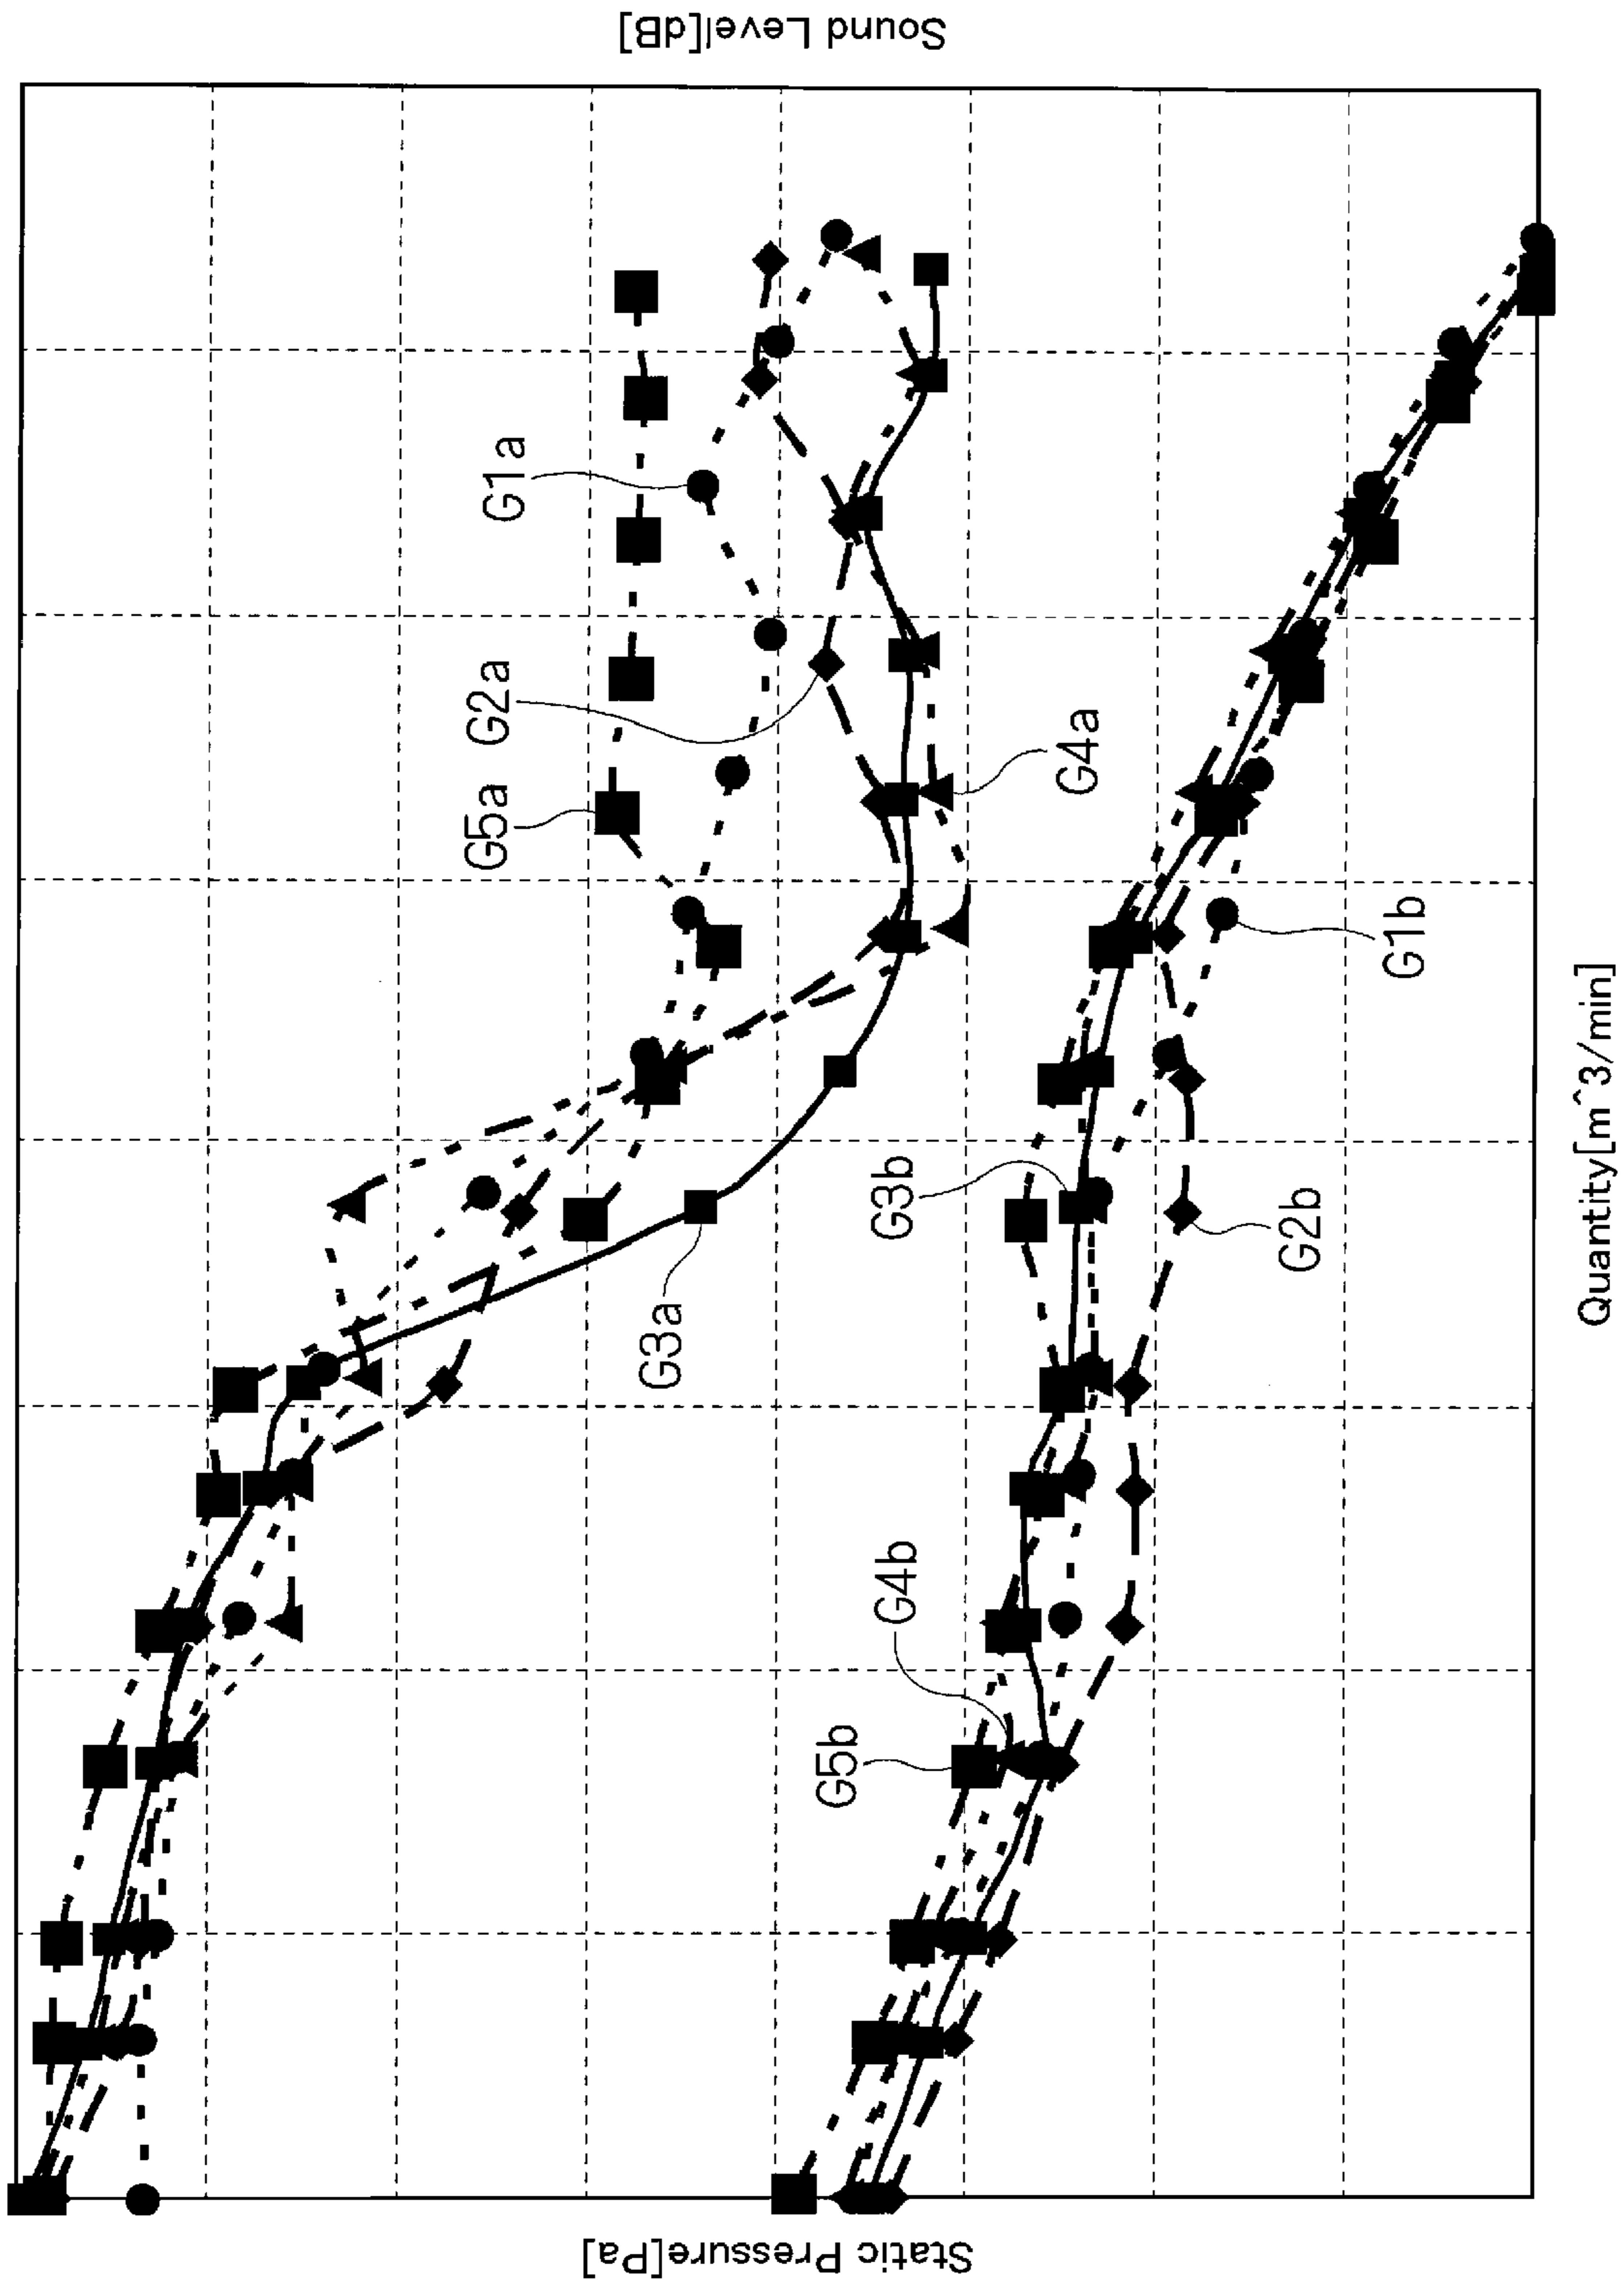 Sound Level[dB]
G1a
G2a
G5a
G4a
G1b
G3b
G2b
G3a
G4b
G5b
Quantity[m^3/min]
Static Pressure[Pa]